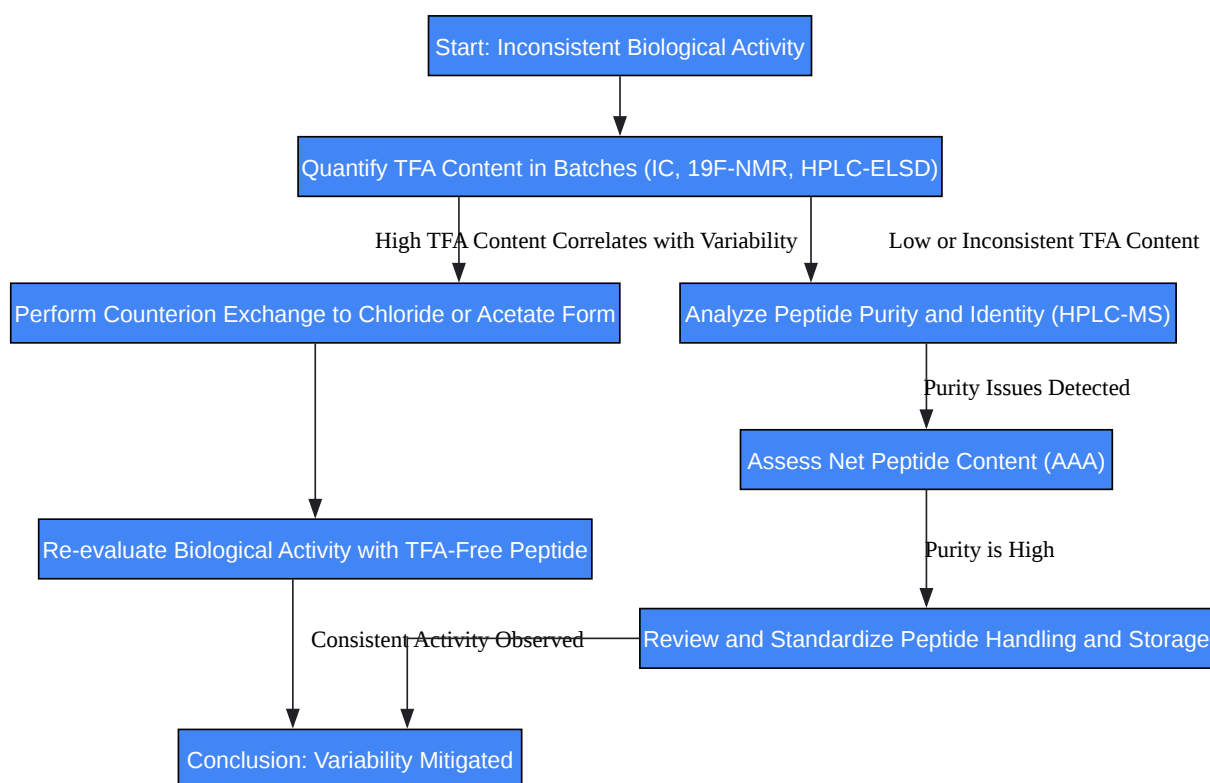 Start: Inconsistent Biological Activity
Quantify TFA Content in Batches (IC, 19F-NMR, HPLC-ELSD)
High TFA Content Correlates with Variability
Low or Inconsistent TFA Content
Perform Counterion Exchange to Chloride or Acetate Form
Analyze Peptide Purity and Identity (HPLC-MS)
Purity Issues Detected
Assess Net Peptide Content (AAA)
Re-evaluate Biological Activity with TFA-Free Peptide
Purity is High
Consistent Activity Observed
Review and Standardize Peptide Handling and Storage
Conclusion: Variability Mitigated